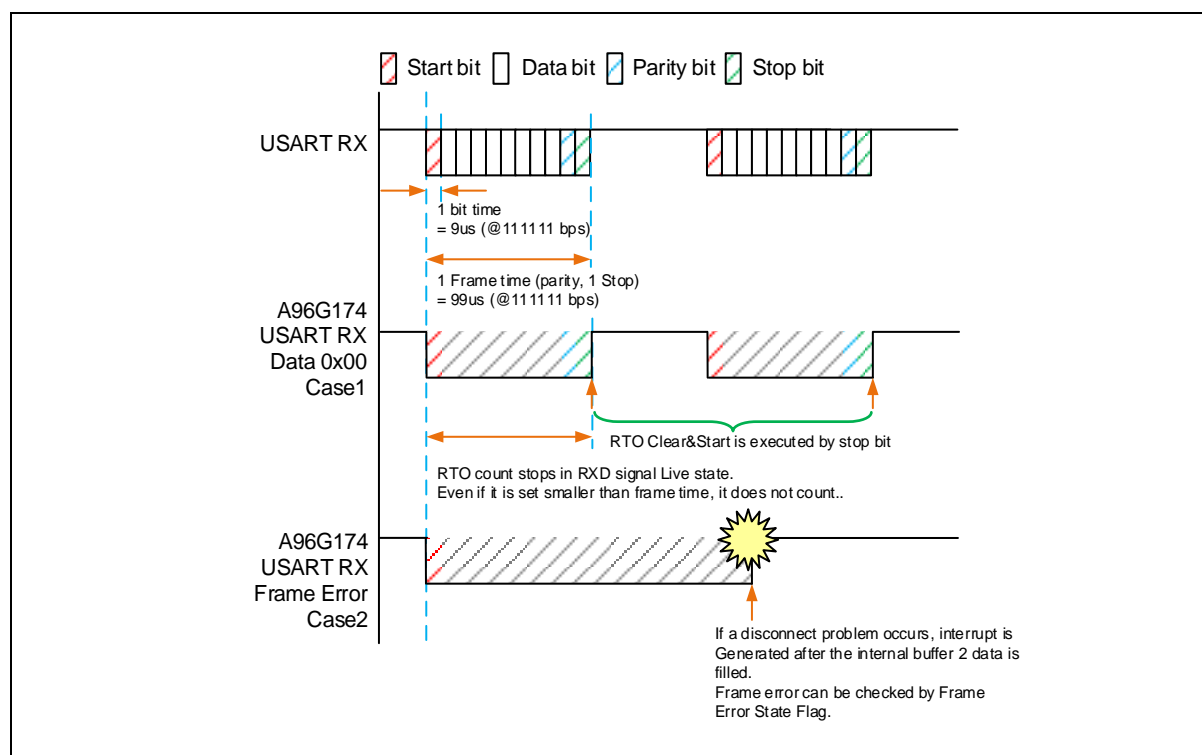 Start bit
Data bit
Parity bit
Stop bit
USART RX
1 bit time
= 9us (@111111 bps)
1 Frame time (parity, 1 Stop)
= 99us (@111111 bps)
A96G174
USART RX
Data 0x00
Case1
RTO Clear&Start is executed by stop bit
RTO count stops in RXD signal Live state.
Even if it is set smaller than frame time, it does not count..
A96G174
USART RX
Frame Error
Case2
If a disconnect problem occurs, interrupt is
Generated after the internal buffer 2 data is
filled.
Frame error can be checked by Frame
Error State Flag.